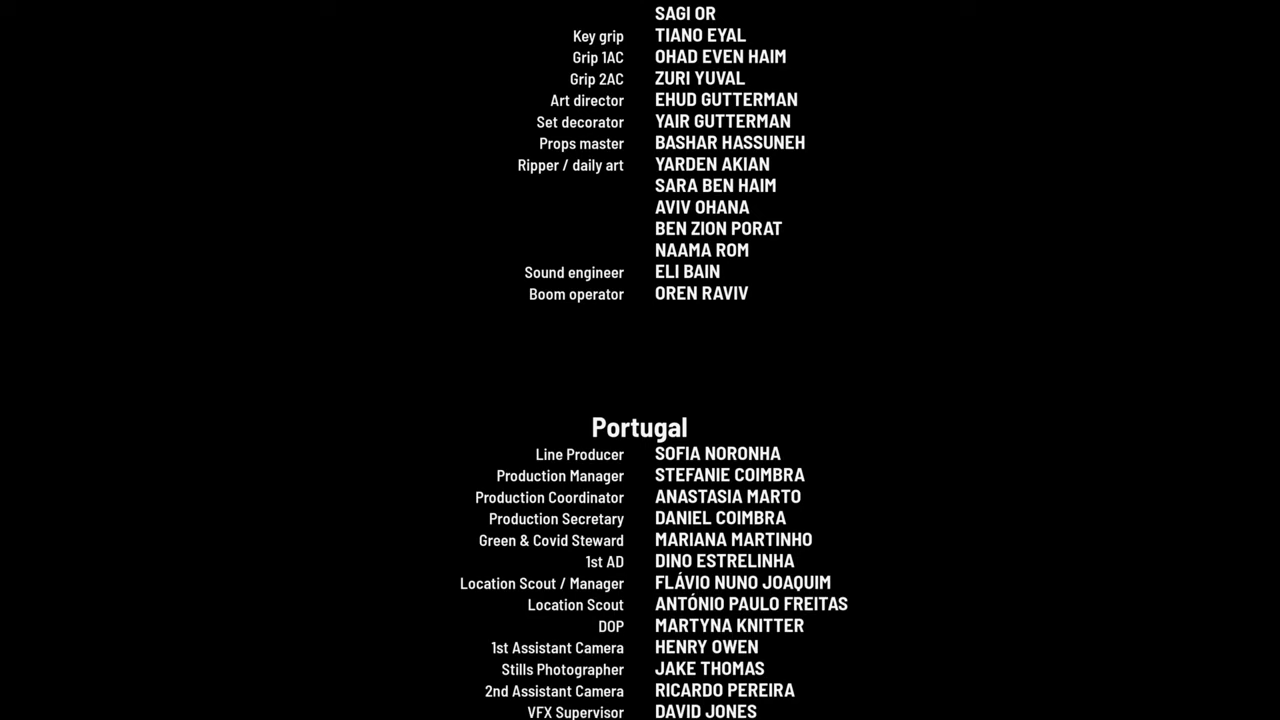 SAGI OR
Key grip TIANO EYAL
Grip 1AC OHAD EVEN HAIM
Grip 2AC ZURI YUVAL
Art director EHUD GUTTERMAN
Set decorator YAIR GUTTERMAN
Props master BASHAR HASSUNEH
Ripper / daily art YARDEN AKIAN
SARA BEN HAIM
AVIV OHANA
BEN ZION PORAT
NAAMA ROM
Sound engineer ELI BAIN
Boom operator OREN RAVIV
Portugal
Line Producer SOFIA NORONHA
Production Manager STEFANIE COIMBRA
Production Coordinator ANASTASIA MARTO
Production Secretary DANIEL COIMBRA
Green & Covid Steward MARIANA MARTINHO
1st AD DINO ESTRELINHA
Location Scout / Manager FLÁVIO NUNO JOAQUIM
Location Scout ANTÓNIO PAULO FREITAS
DOP MARTYNA KNITTER
1st Assistant Camera HENRY OWEN
Stills Photographer JAKE THOMAS
2nd Assistant Camera RICARDO PEREIRA
VFX Supervisor DAVID JONES